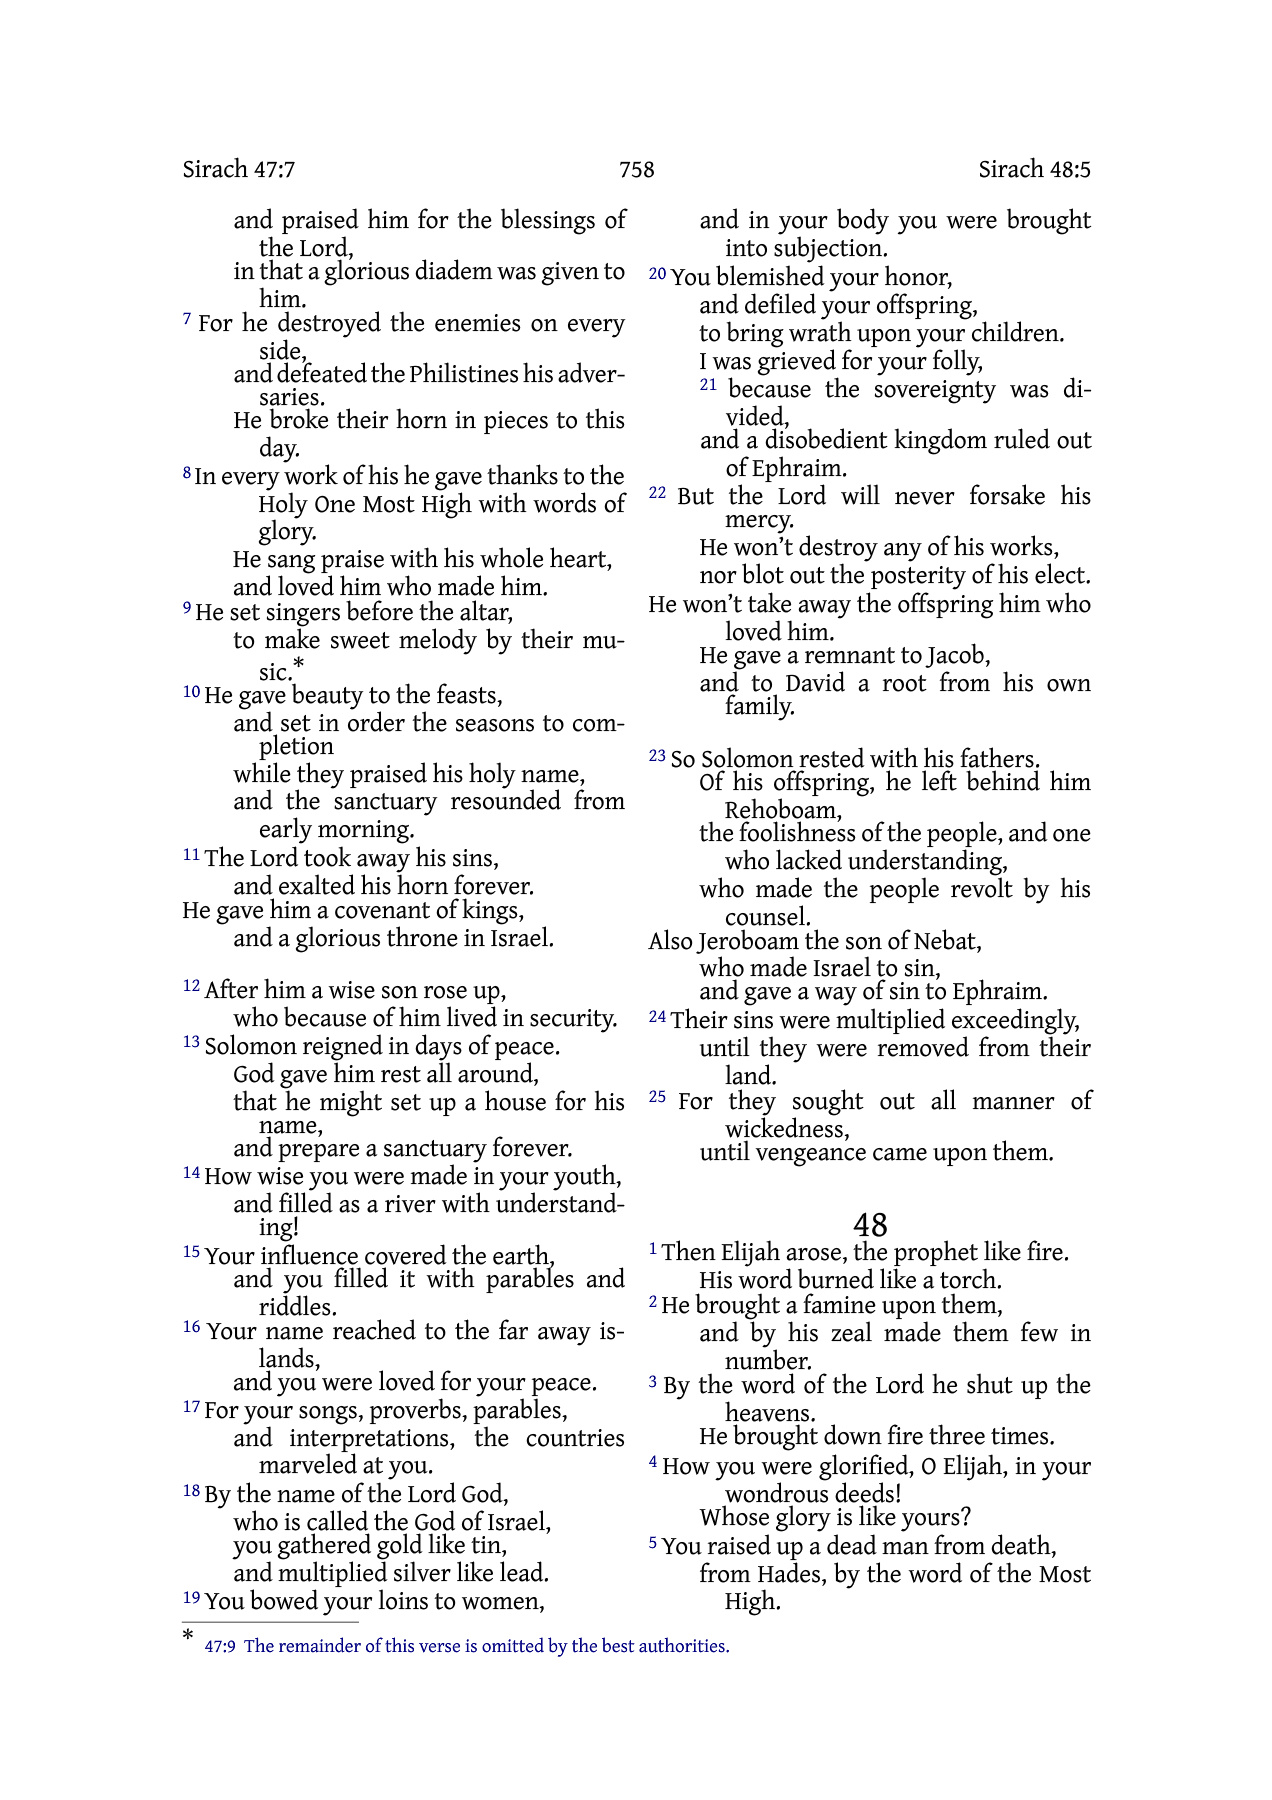 Sirach 47:7 758 Sirach 48:5
and praised him for the blessings of
the Lord,
in that a glorious diadem was given to
him.
7 For he destroyed the enemies on every
side,
and defeated the Philistines his adver-
saries.
He broke their horn in pieces to this
day.
8 In every work of his he gave thanks to the
Holy One Most High with words of
glory.
He sang praise with his whole heart,
and loved him who made him.
9 He set singers before the altar,
to make sweet melody by their mu-
sic.*
10 He gave beauty to the feasts,
and set in order the seasons to com-
pletion
while they praised his holy name,
and the sanctuary resounded from
early morning.
11 The Lord took away his sins,
and exalted his horn forever.
He gave him a covenant of kings,
and a glorious throne in Israel.
12 After him a wise son rose up,
who because of him lived in security.
13 Solomon reigned in days of peace.
God gave him rest all around,
that he might set up a house for his
name,
and prepare a sanctuary forever.
14 How wise you were made in your youth,
and filled as a river with understand-
ing!
15 Your influence covered the earth,
and you filled it with parables and
riddles.
16 Your name reached to the far away is-
lands,
and you were loved for your peace.
17 For your songs, proverbs, parables,
and interpretations, the countries
marveled at you.
18 By the name of the Lord God,
who is called the God of Israel,
you gathered gold like tin,
and multiplied silver like lead.
19 You bowed your loins to women,
and in your body you were brought
into subjection.
20 You blemished your honor,
and defiled your offspring,
to bring wrath upon your children.
I was grieved for your folly,
21 because the sovereignty was di-
vided,
and a disobedient kingdom ruled out
of Ephraim.
22 But the Lord will never forsake his
mercy.
He won't destroy any of his works,
nor blot out the posterity of his elect.
He won't take away the offspring him who
loved him.
He gave a remnant to Jacob,
and to David a root from his own
family.
23 So Solomon rested with his fathers.
Of his offspring, he left behind him
Rehoboam,
the foolishness of the people, and one
who lacked understanding,
who made the people revolt by his
counsel.
Also Jeroboam the son of Nebat,
who made Israel to sin,
and gave a way of sin to Ephraim.
24 Their sins were multiplied exceedingly,
until they were removed from their
land.
25 For they sought out all manner of
wickedness,
until vengeance came upon them.
48
1 Then Elijah arose, the prophet like fire.
His word burned like a torch.
2 He brought a famine upon them,
and by his zeal made them few in
number.
3 By the word of the Lord he shut up the
heavens.
He brought down fire three times.
4 How you were glorified, O Elijah, in your
wondrous deeds!
Whose glory is like yours?
5 You raised up a dead man from death,
from Hades, by the word of the Most
High.
* 47:9 The remainder of this verse is omitted by the best authorities.